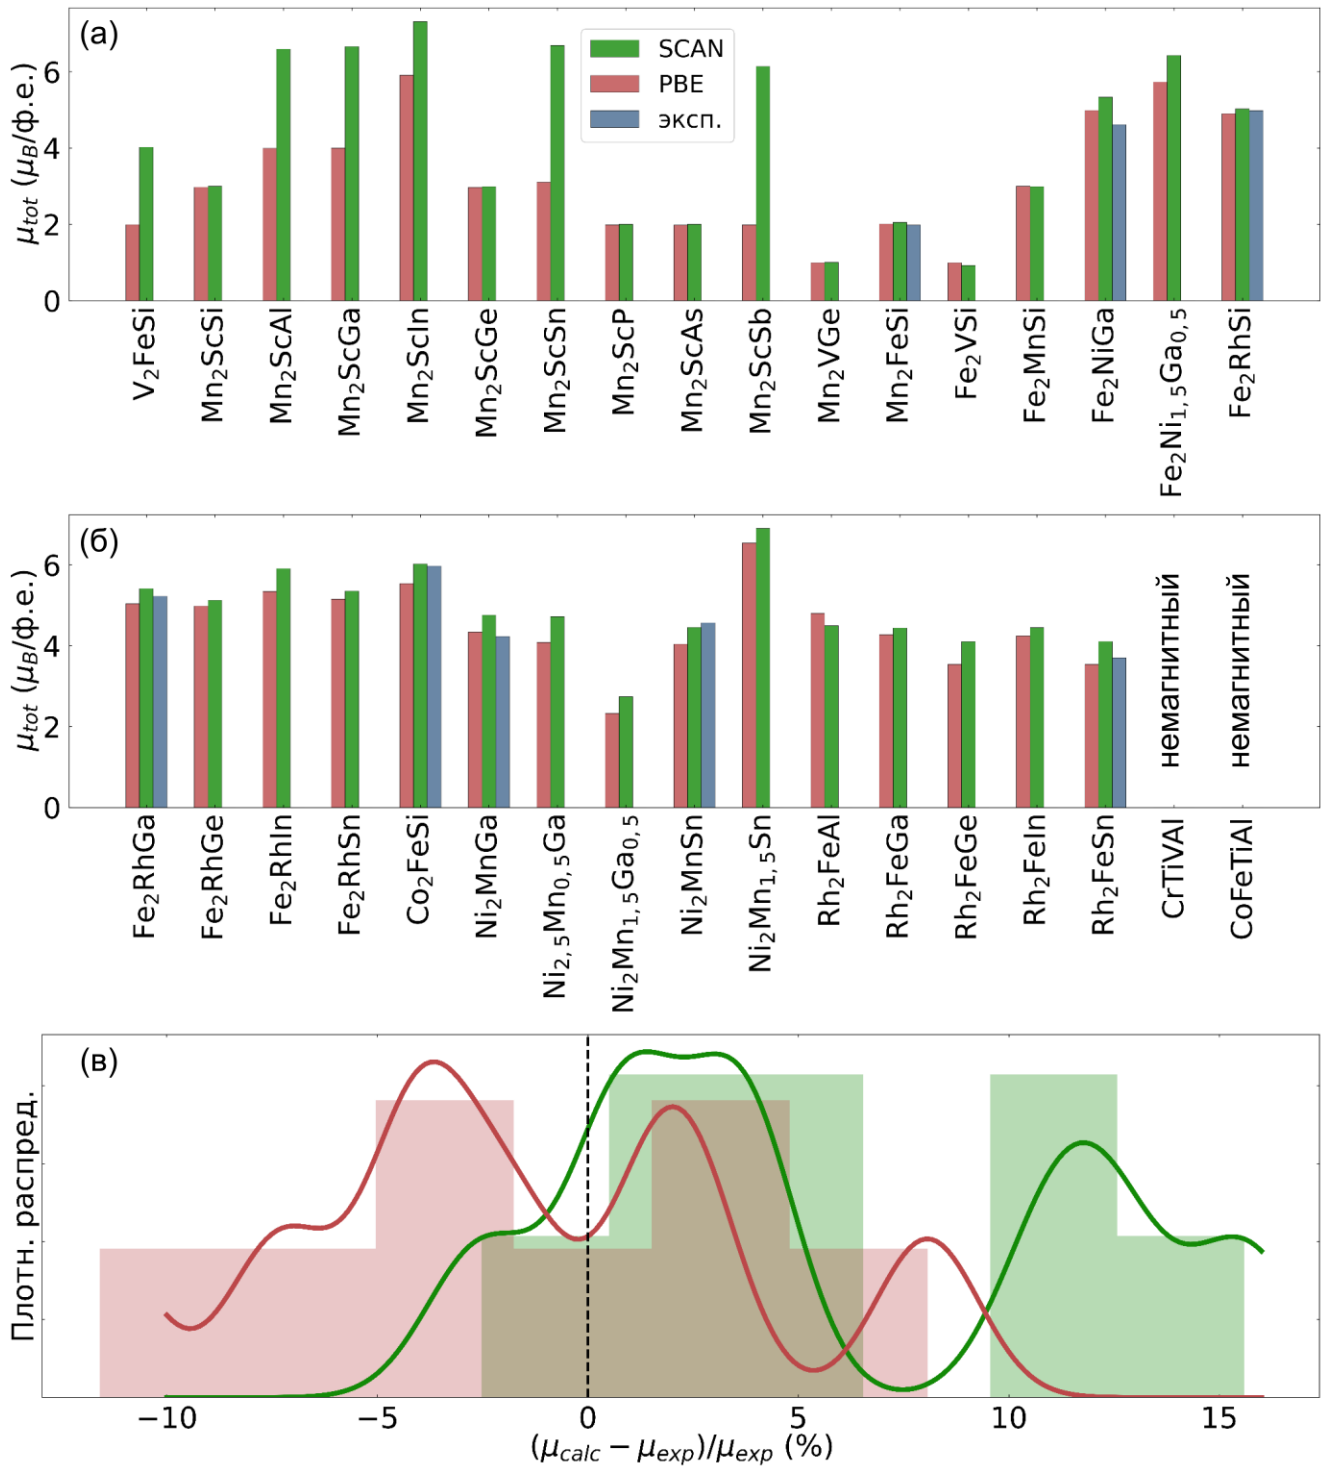 (а)
SCAN
PBE
эксп.
μ_tot (μ_B/ф.е.)
6
4
2
0
V₂FeSi
Mn₂ScSi
Mn₂ScAl
Mn₂ScGa
Mn₂ScIn
Mn₂ScGe
Mn₂ScSn
Mn₂ScP
Mn₂ScAs
Mn₂ScSb
Mn₂VGe
Mn₂FeSi
Fe₂VSi
Fe₂MnSi
Fe₂NiGa
Fe₂Ni₁,₅Ga₀,₅
Fe₂RhSi
(б)
μ_tot (μ_B/ф.е.)
6
4
2
0
немагнитный
немагнитный
Fe₂RhGa
Fe₂RhGe
Fe₂RhIn
Fe₂RhSn
Co₂FeSi
Ni₂MnGa
Ni₂,₅Mn₀,₅Ga
Ni₂Mn₁,₅Ga₀,₅
Ni₂MnSn
Ni₂Mn₁,₅Sn
Rh₂FeAl
Rh₂FeGa
Rh₂FeGe
Rh₂FeIn
Rh₂FeSn
CrTiVAl
CoFeTiAl
(в)
Плотн. распред.
−10 −5 0 5 10 15
(μ_calc − μ_exp)/μ_exp (%)